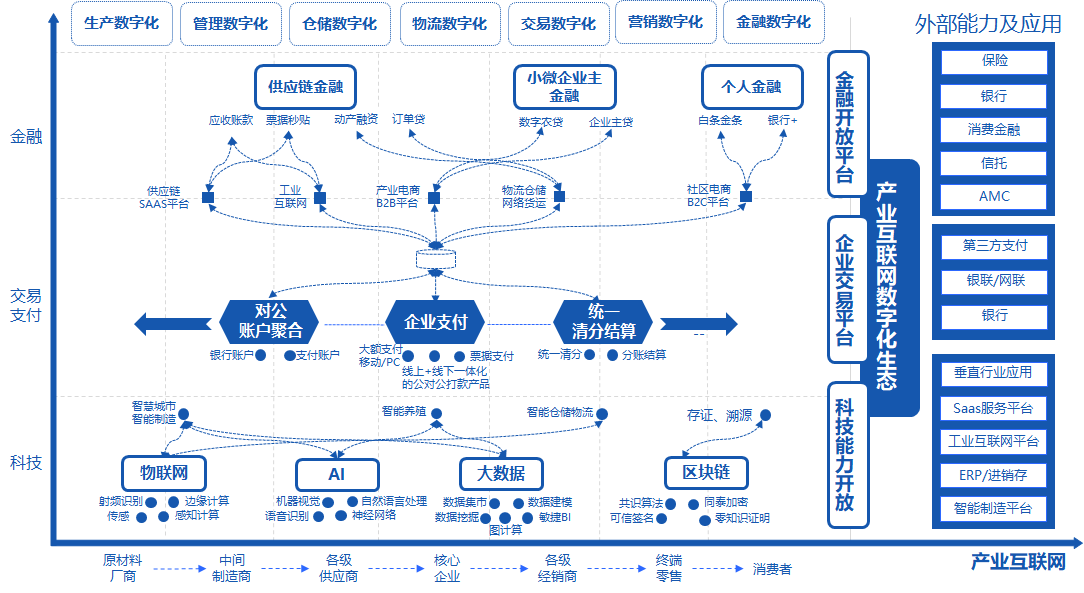 生产数字化
管理数字化
仓储数字化
物流数字化
交易数字化
营销数字化
金融数字化
外部能力及应用
金融
供应链金融
小微企业主
金融
个人金融
应收账款
票据秒贴
动产融资
订单贷
数字农贷
企业主贷
白条金条
银行+
供应链
SAAS平台
工业
互联网
产业电商
B2B平台
物流仓储
网络货运
社区电商
B2C平台
金融开放平台
保险
银行
消费金融
信托
AMC
交易
支付
对公
账户聚合
企业支付
统一
清分结算
银行账户
支付账户
大额支付
移动/PC
票据支付
线上+线下一体化
的公对公打款产品
统一清分
分账结算
企业交易平台
产业互联网数字化生态
第三方支付
银联/网联
银行
科技
智慧城市
智能制造
智能养殖
智能仓储物流
存证、溯源
物联网
AI
大数据
区块链
射频识别
边缘计算
传感
感知计算
机器视觉
自然语言处理
语音识别
神经网络
数据集市
数据建模
数据挖掘
敏捷BI
图计算
共识算法
同泰加密
可信签名
零知识证明
科技能力开放
垂直行业应用
Saas服务平台
工业互联网平台
ERP/进销存
智能制造平台
原材料
厂商
中间
制造商
各级
供应商
核心
企业
各级
经销商
终端
零售
消费者
产业互联网